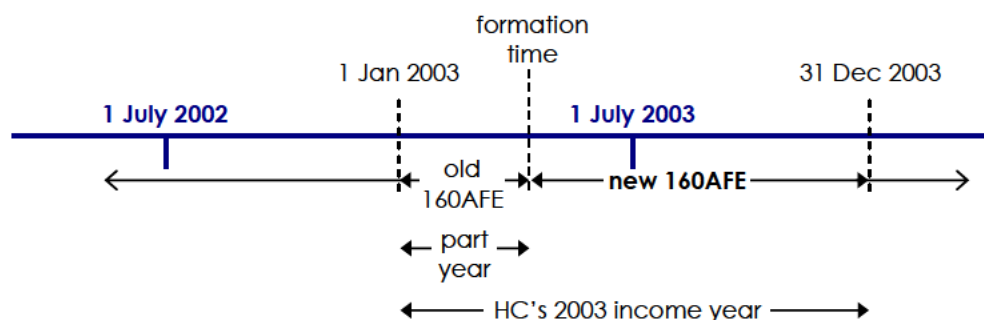 formation
time
1 Jan 2003
31 Dec 2003
1 July 2002
1 July 2003
old
160AFE
new 160AFE
part
year
HC's 2003 income year